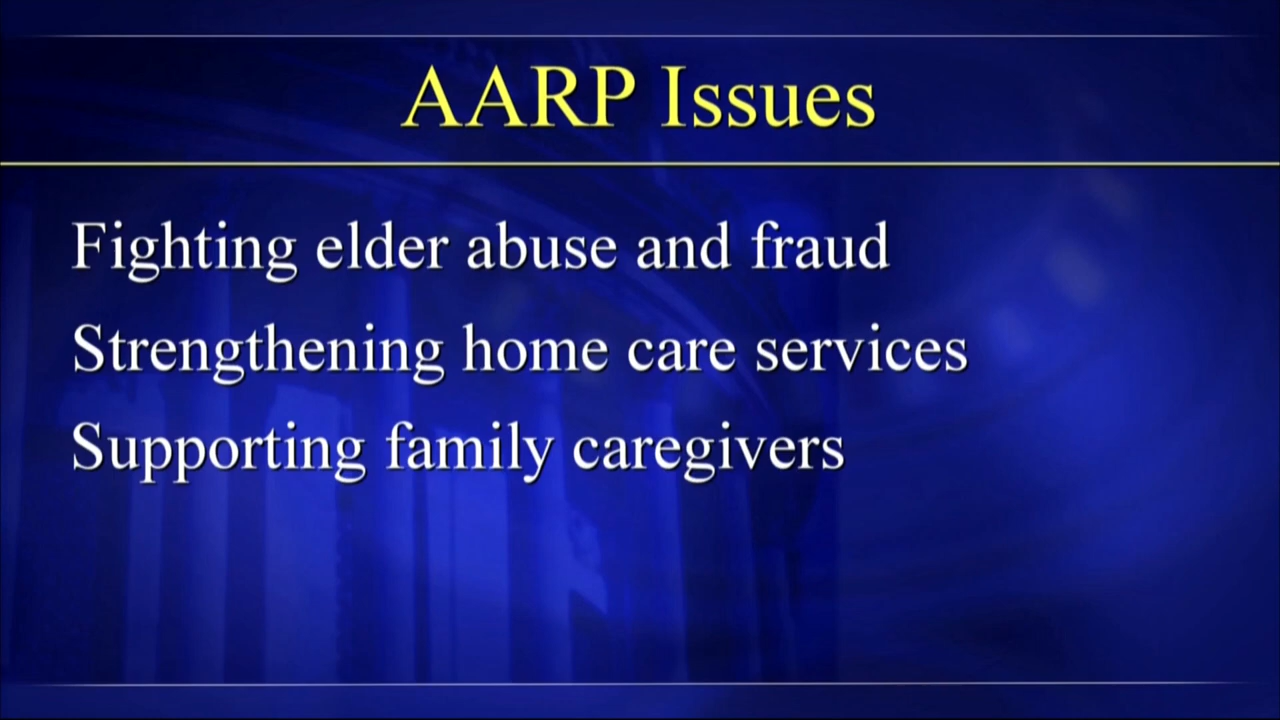 AARP Issues
Fighting elder abuse and fraud
Strengthening home care services
Supporting family caregivers